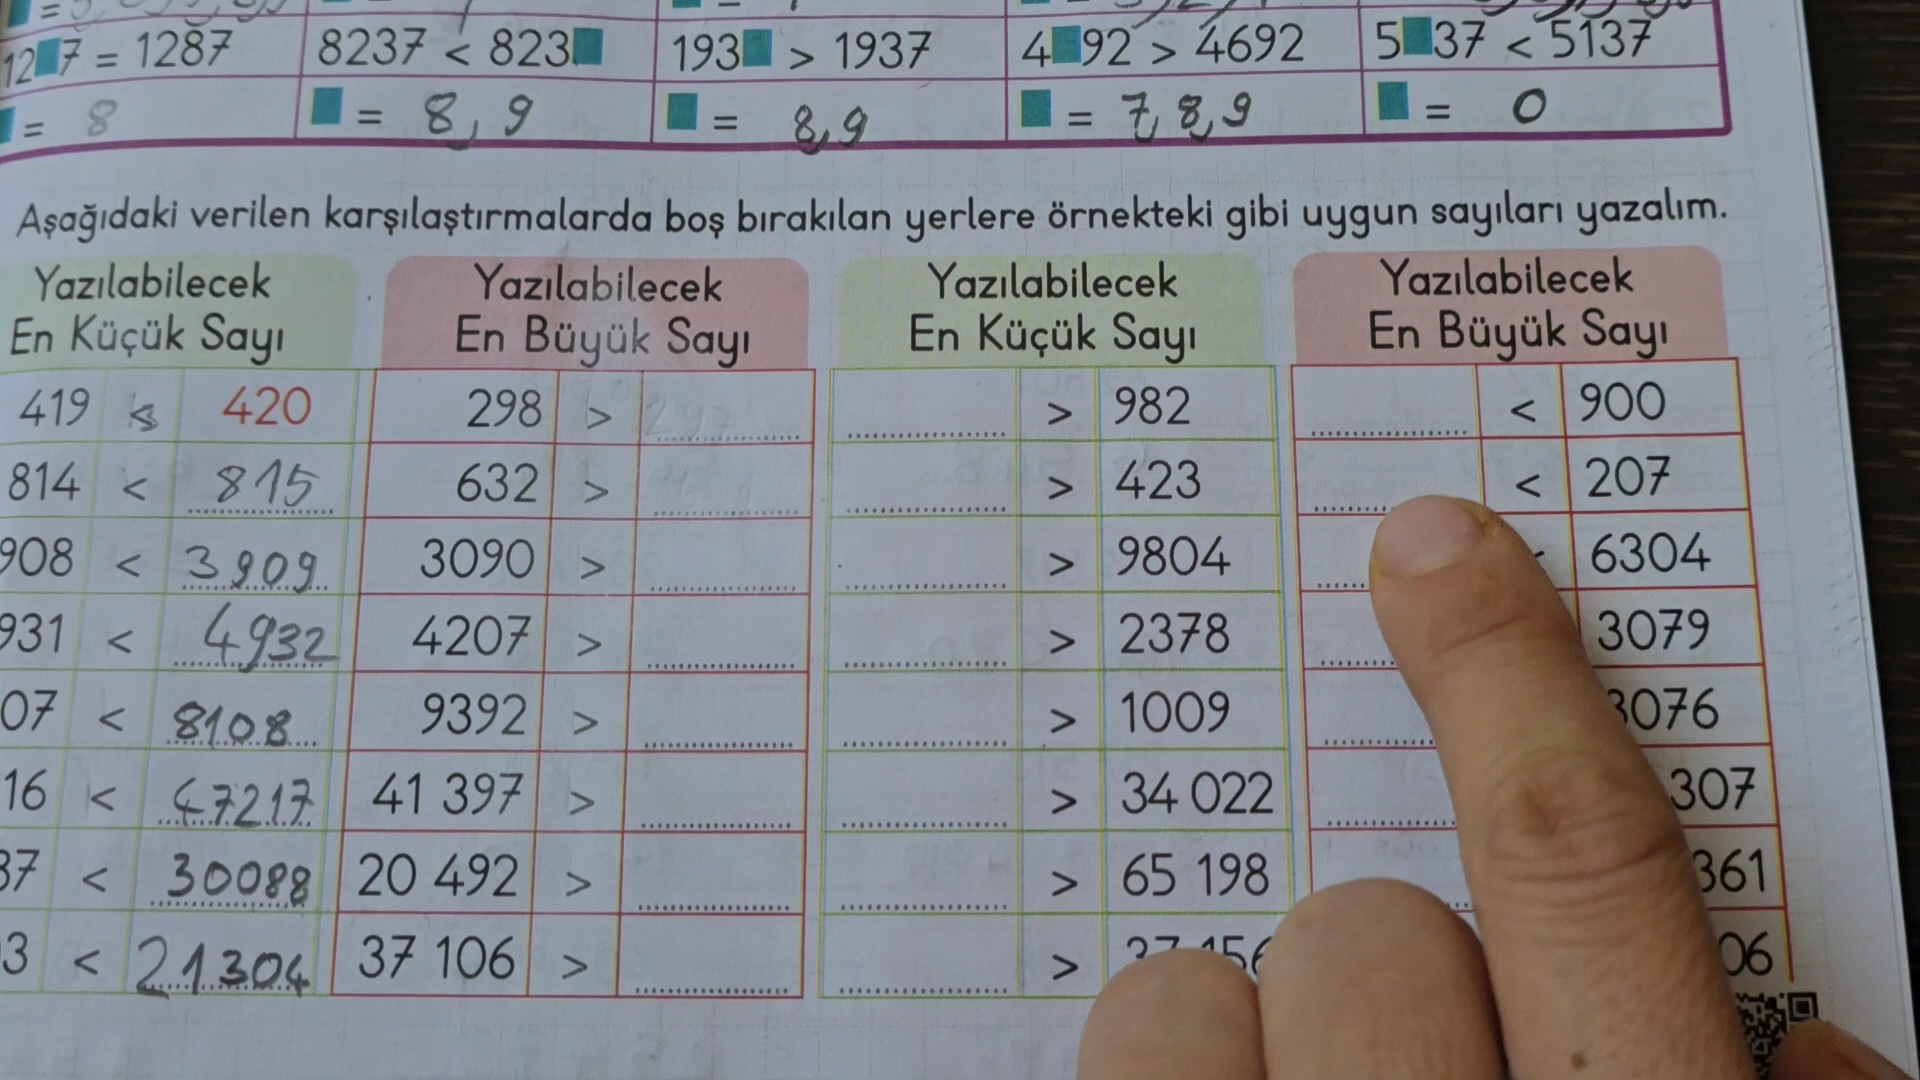 12■7 = 1287 8237 < 823■ 193■ > 1937 4■92 > 4692 5■37 < 5137
■ = 8 ■ = 8, 9 ■ = 8,9 ■ = 7,8,9 ■ = 0
Aşağıdaki verilen karşılaştırmalarda boş bırakılan yerlere örnekteki gibi uygun sayıları yazalım.
Yazılabilecek Yazılabilecek Yazılabilecek Yazılabilecek
En Küçük Sayı En Büyük Sayı En Küçük Sayı En Büyük Sayı
419 < 420 298 > 297 ............ > 982 ............ < 900
814 < 815 632 > ............ ............ > 423 ............ < 207
908 < 3909 3090 > ............ ............ > 9804 6304
931 < 4932 4207 > ............ ............ > 2378 3079
07 < 8108 9392 > ............ ............ > 1009 3076
16 < 47217 41 397 > ............ ............ > 34 022 307
37 < 30088 20 492 > ............ ............ > 65 198 361
3 < 21304 37 106 > ............ ............ > 06